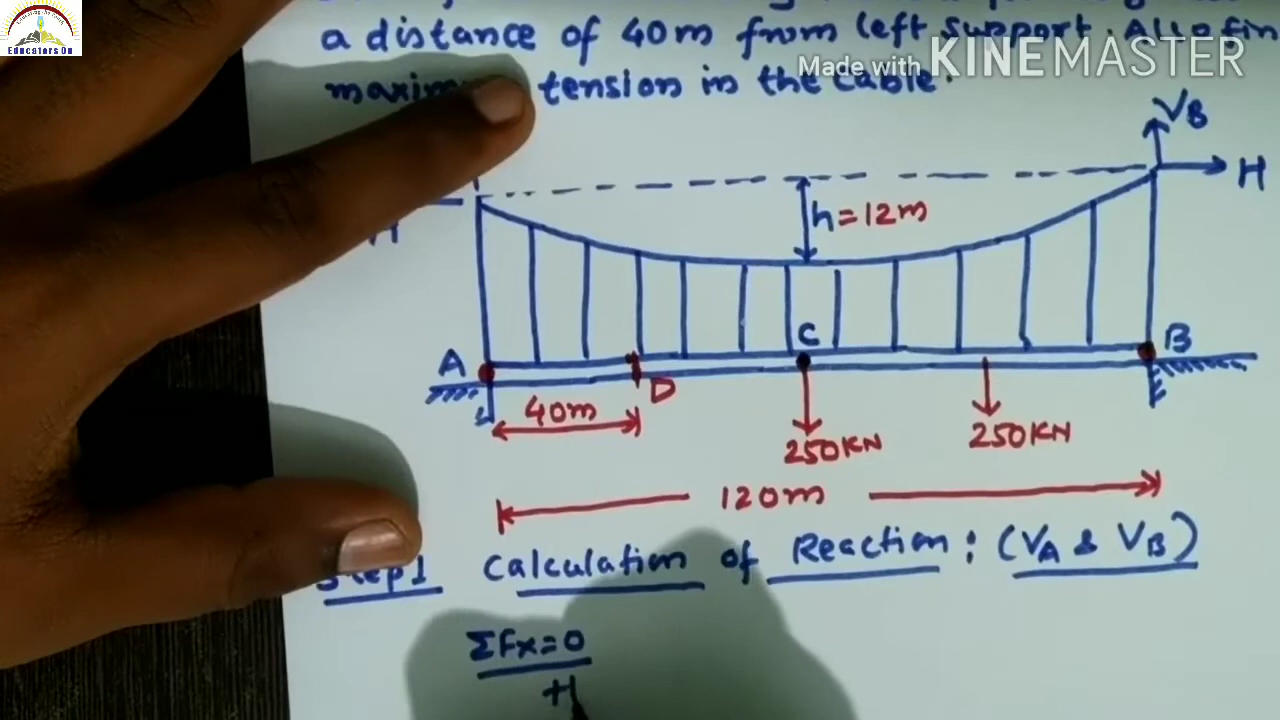 a distance of 40m from left support. Also fin
tension in the cable.
Made with KINEMASTER
Educators On
VB
H
h=12m
H
A
C
B
D
40m
250KN
250KN
120m
Step1 Calculation of Reaction: (VA & VB)
ΣFx=0
+H